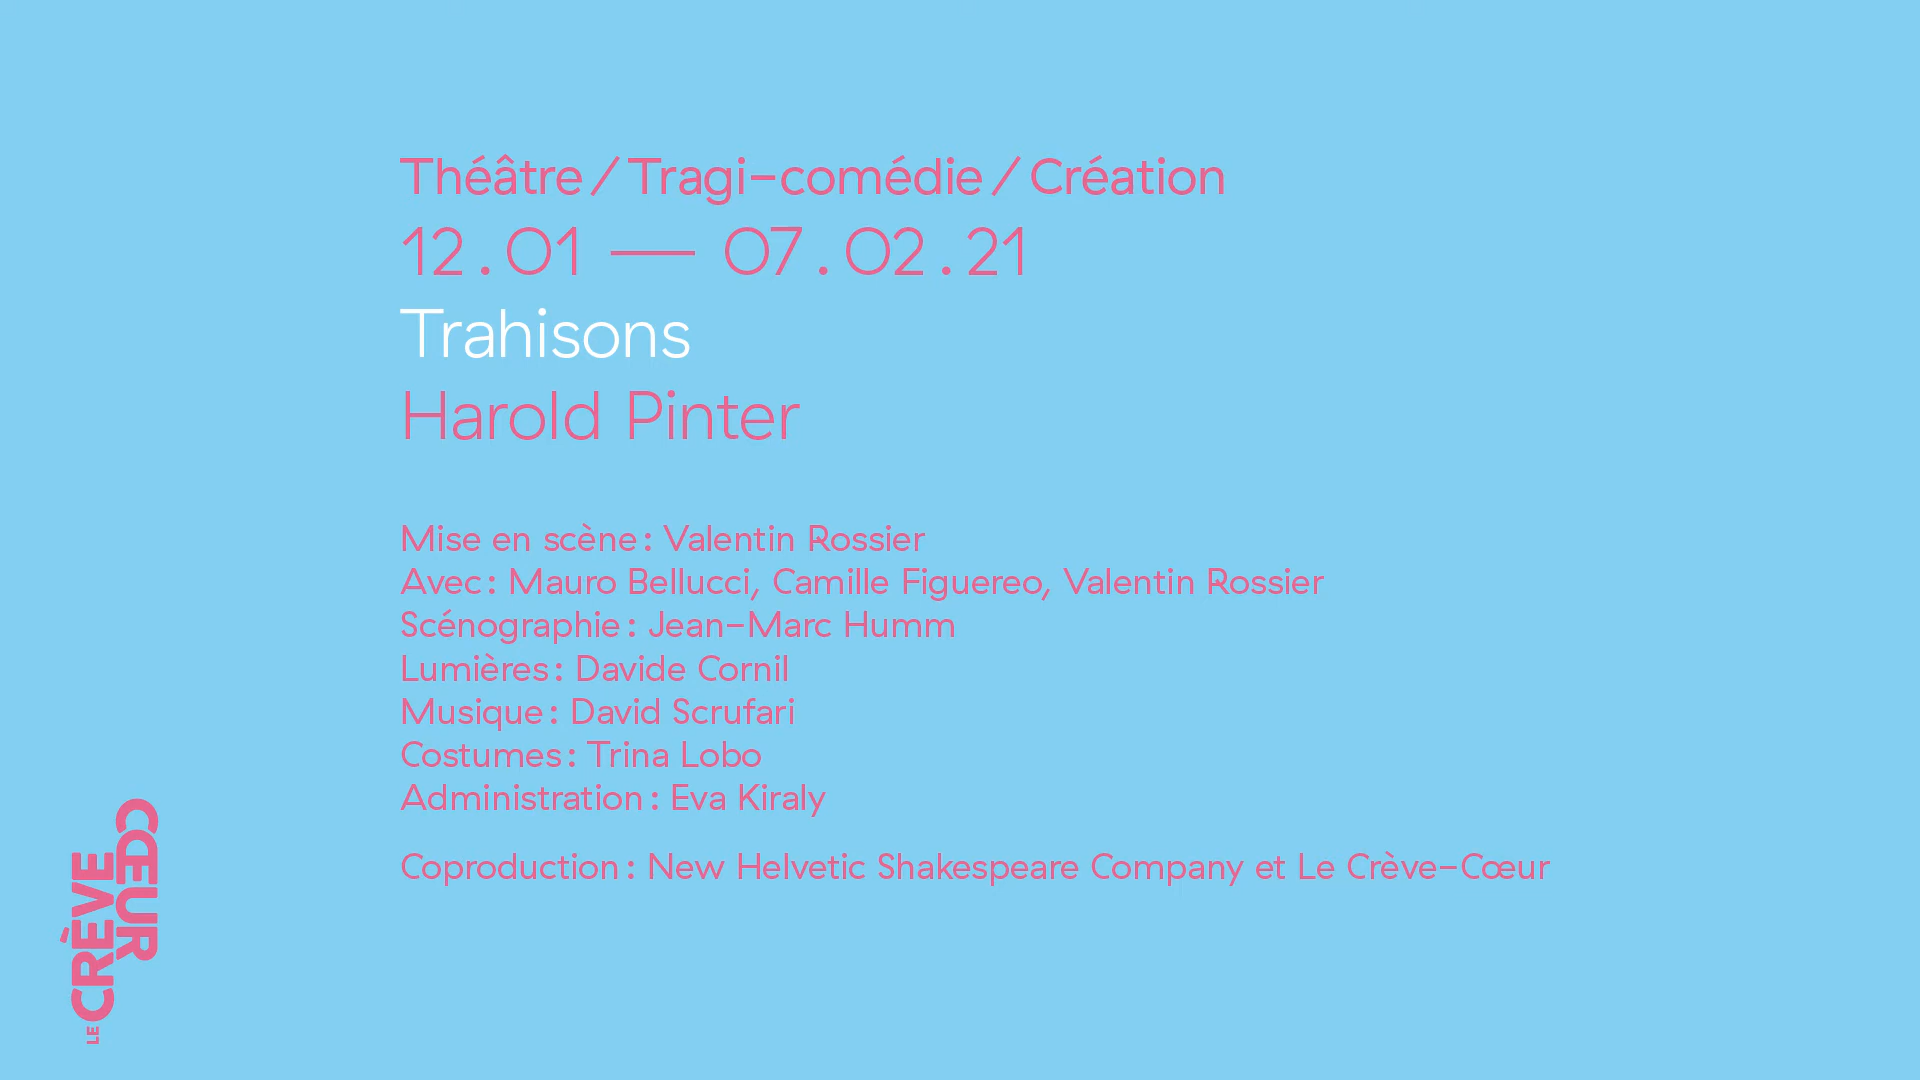 Théâtre / Tragi-comédie / Création
12.01 — 07.02.21
Trahisons
Harold Pinter
Mise en scène : Valentin Rossier
Avec : Mauro Bellucci, Camille Figuereo, Valentin Rossier
Scénographie : Jean-Marc Humm
Lumières : Davide Cornil
Musique : David Scrufari
Costumes : Trina Lobo
Administration : Eva Kiraly
Coproduction : New Helvetic Shakespeare Company et Le Crève-Cœur
LE CRÈVE
CŒUR